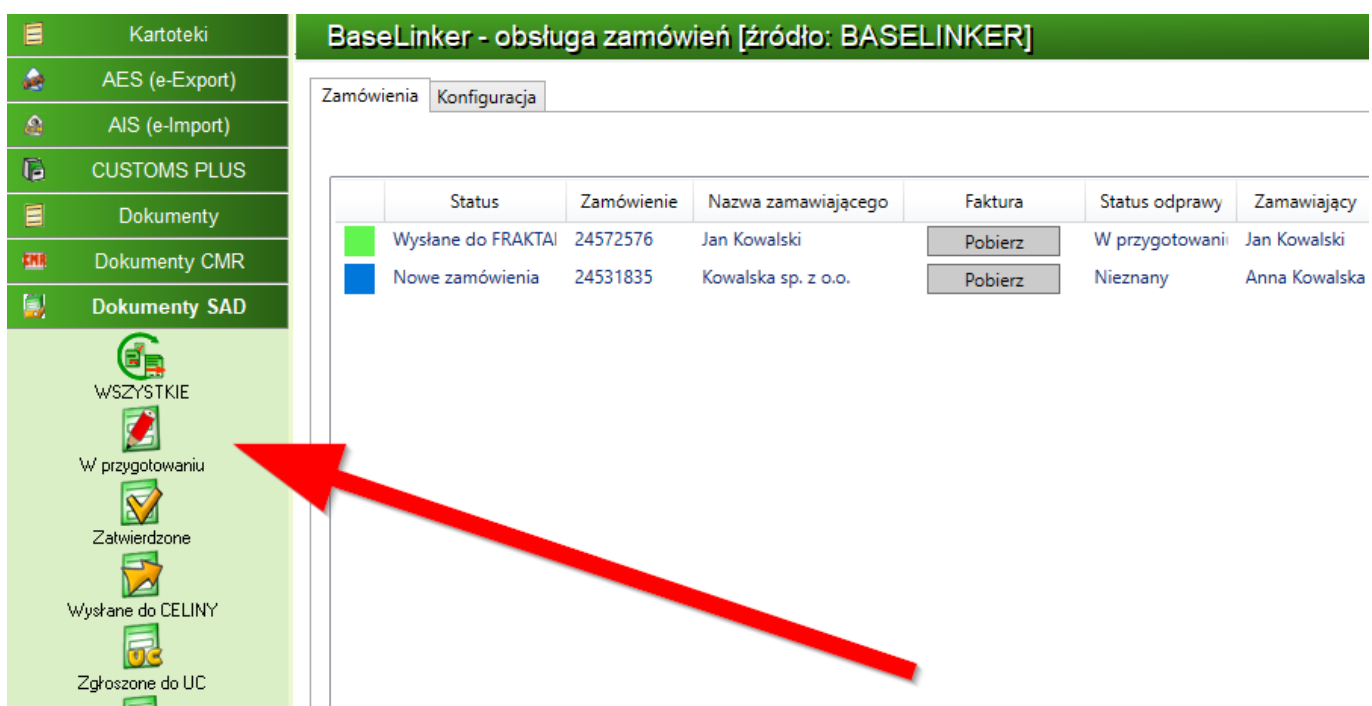 Kartoteki
AES (e-Export)
AIS (e-Import)
CUSTOMS PLUS
Dokumenty
CMR Dokumenty CMR
Dokumenty SAD
WSZYSTKIE
W przygotowaniu
Zatwierdzone
Wysłane do CELINY
UC
Zgłoszone do UC
BaseLinker - obsługa zamówień [źródło: BASELINKER]
Zamówienia Konfiguracja
Status Zamówienie Nazwa zamawiającego Faktura Status odprawy Zamawiający
Wysłane do FRAKTAI 24572576 Jan Kowalski Pobierz W przygotowani Jan Kowalski
Nowe zamówienia 24531835 Kowalska sp. z o.o. Pobierz Nieznany Anna Kowalska